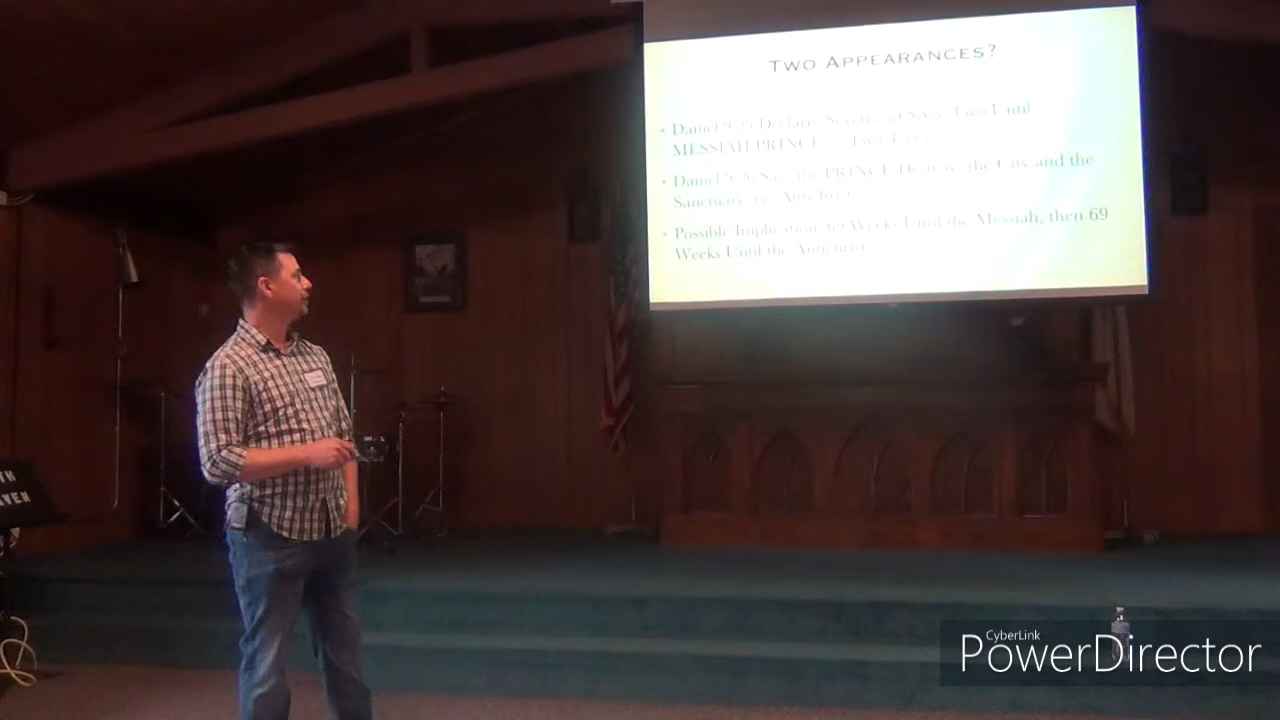 TWO APPEARANCES?
• Daniel 9:25 Declares Seven and Sixty Two Until
MESSIAH PRINCE
• Daniel 9:26 Says the PRINCE Destroys the City and the
Sanctuary, Antichrist
• Possible Implication: 69 Weeks Until the Messiah, then 69
Weeks Until the Antichrist
CyberLink
PowerDirector